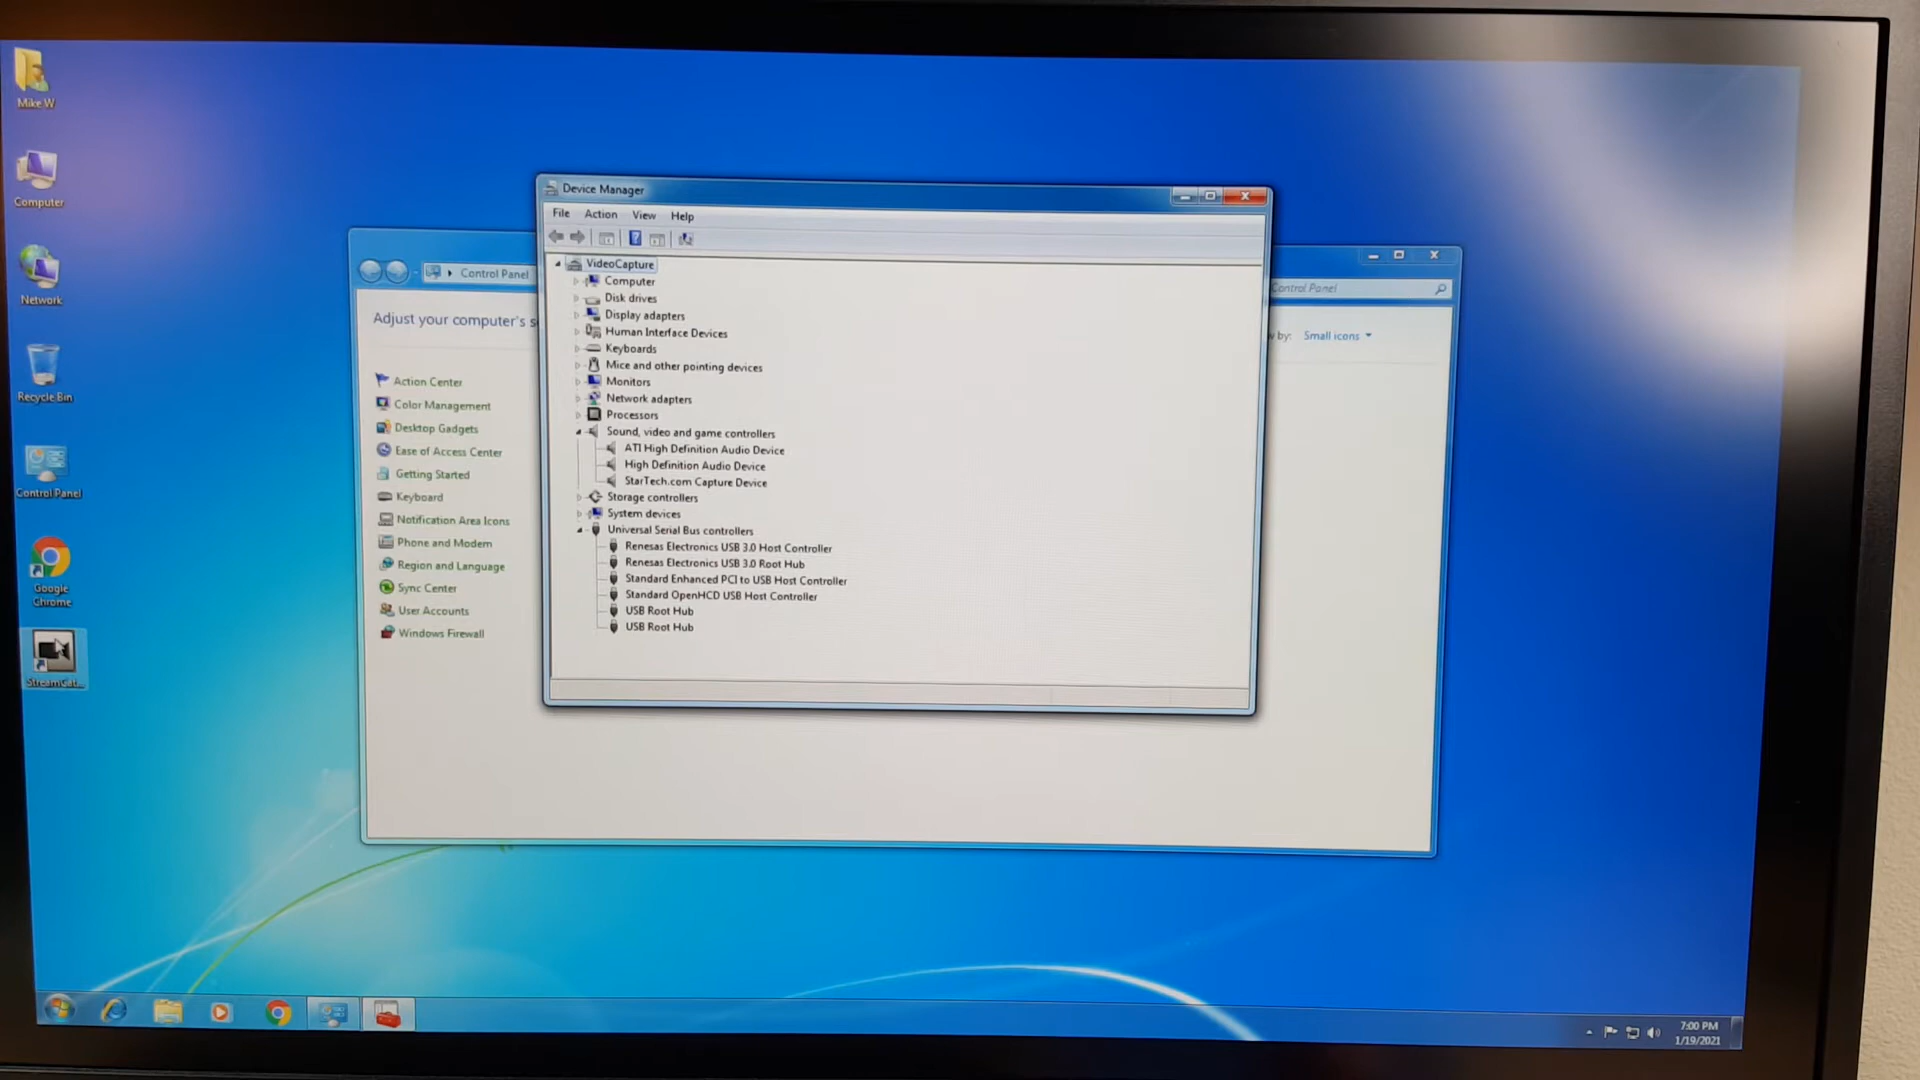 Mike W
Computer
Network
Recycle Bin
Control Panel
Google
Chrome
StreamCat...
Device Manager
File Action View Help
VideoCapture
Computer
Disk drives
Display adapters
Human Interface Devices
Keyboards
Mice and other pointing devices
Monitors
Network adapters
Processors
Sound, video and game controllers
ATI High Definition Audio Device
High Definition Audio Device
StarTech.com Capture Device
Storage controllers
System devices
Universal Serial Bus controllers
Renesas Electronics USB 3.0 Host Controller
Renesas Electronics USB 3.0 Root Hub
Standard Enhanced PCI to USB Host Controller
Standard OpenHCD USB Host Controller
USB Root Hub
USB Root Hub
Control Panel
Control Panel
Adjust your computer's s
by: Small icons
Action Center
Color Management
Desktop Gadgets
Ease of Access Center
Getting Started
Keyboard
Notification Area Icons
Phone and Modem
Region and Language
Sync Center
User Accounts
Windows Firewall
7:00 PM
1/19/2021